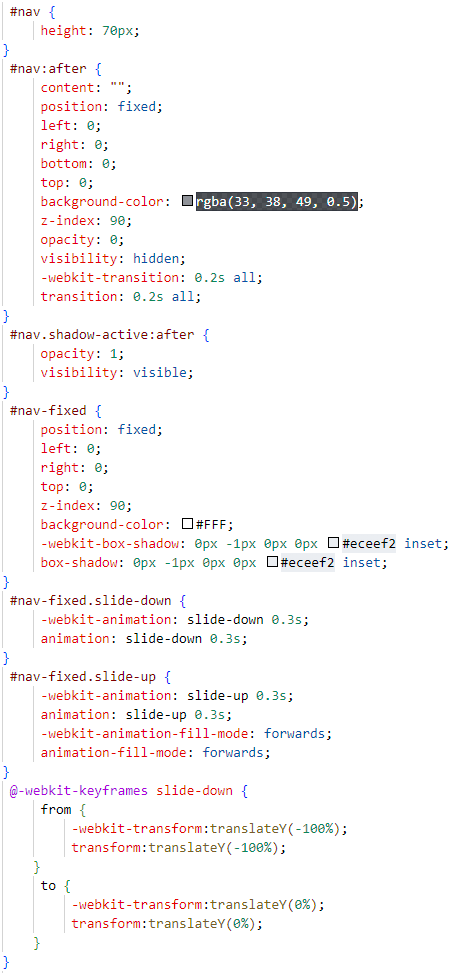 #nav {
    height: 70px;
}
#nav:after {
    content: "";
    position: fixed;
    left: 0;
    right: 0;
    bottom: 0;
    top: 0;
    background-color: rgba(33, 38, 49, 0.5);
    z-index: 90;
    opacity: 0;
    visibility: hidden;
    -webkit-transition: 0.2s all;
    transition: 0.2s all;
}
#nav.shadow-active:after {
    opacity: 1;
    visibility: visible;
}
#nav-fixed {
    position: fixed;
    left: 0;
    right: 0;
    top: 0;
    z-index: 90;
    background-color: #FFF;
    -webkit-box-shadow: 0px -1px 0px 0px #eceef2 inset;
    box-shadow: 0px -1px 0px 0px #eceef2 inset;
}
#nav-fixed.slide-down {
    -webkit-animation: slide-down 0.3s;
    animation: slide-down 0.3s;
}
#nav-fixed.slide-up {
    -webkit-animation: slide-up 0.3s;
    animation: slide-up 0.3s;
    -webkit-animation-fill-mode: forwards;
    animation-fill-mode: forwards;
}
@-webkit-keyframes slide-down {
    from {
        -webkit-transform:translateY(-100%);
        transform:translateY(-100%);
    }
    to {
        -webkit-transform:translateY(0%);
        transform:translateY(0%);
    }
}